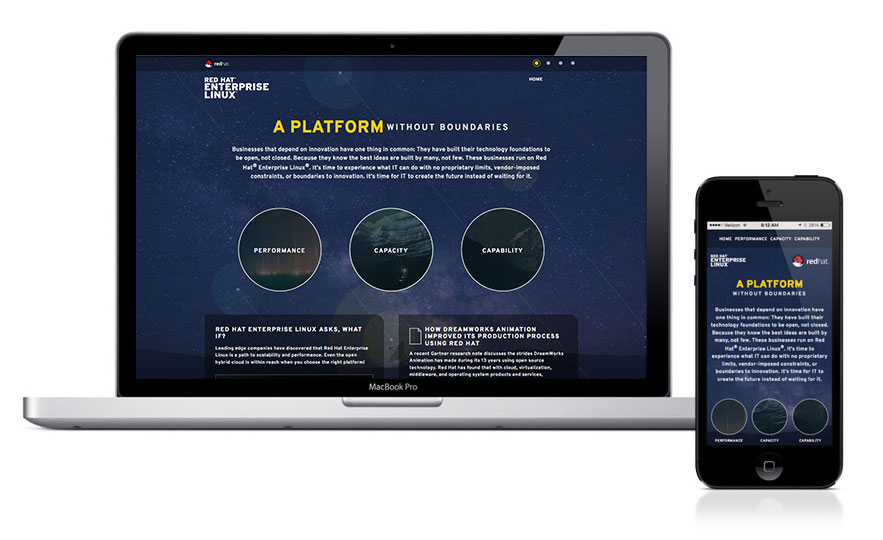 redhat
HOME
RED HAT®
ENTERPRISE
LINUX®
A PLATFORM WITHOUT BOUNDARIES
Businesses that depend on innovation have one thing in common: They have built their technology foundations to
be open, not closed. Because they know the best ideas are built by many, not few. These businesses run on Red
Hat® Enterprise Linux®. It's time to experience what IT can do with no proprietary limits, vendor-imposed
constraints, or boundaries to innovation. It's time for IT to create the future instead of waiting for it.
PERFORMANCE
CAPACITY
CAPABILITY
RED HAT ENTERPRISE LINUX ASKS, WHAT
IF?
Leading edge companies have discovered that Red Hat Enterprise
Linux is a path to scalability and performance. Even the open
hybrid cloud is within reach when you choose the right platform!
HOW DREAMWORKS ANIMATION
IMPROVED ITS PRODUCTION PROCESS
USING RED HAT
A recent Gartner research note discusses the strides DreamWorks
Animation has made during its 13 years using open source
technology. Red Hat has found that with cloud, virtualization,
middleware, and operating system products and services,
MacBook Pro
Verizon 8:13 AM 26%
HOME PERFORMANCE CAPACITY CAPABILITY
RED HAT®
ENTERPRISE
LINUX
redhat.
A PLATFORM
WITHOUT BOUNDARIES
Businesses that depend on innovation have
one thing in common: They have built their
technology foundations to be open, not closed.
Because they know the best ideas are built by
many, not few. These businesses run on Red
Hat® Enterprise Linux®. It's time to
experience what IT can do with no proprietary
limits, vendor-imposed constraints, or
boundaries to innovation. It's time for IT to
create the future instead of waiting for it.
PERFORMANCE
CAPACITY
CAPABILITY